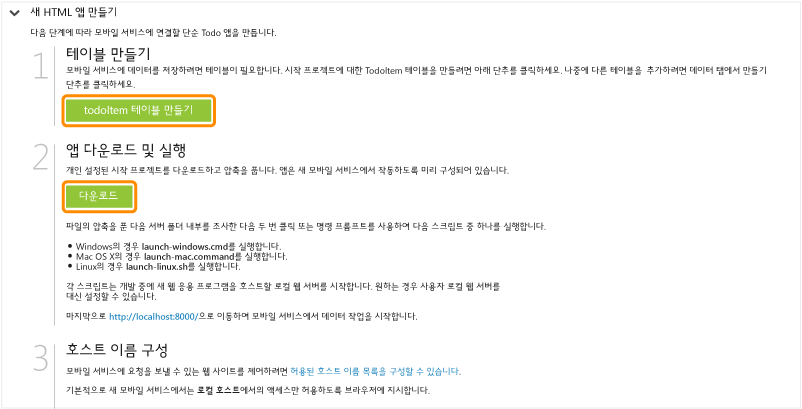 새 HTML 앱 만들기
다음 단계에 따라 모바일 서비스에 연결할 단순 Todo 앱을 만듭니다.
1
테이블 만들기
모바일 서비스에 데이터를 저장하려면 테이블이 필요합니다. 시작 프로젝트에 대한 TodoItem 테이블을 만들려면 아래 단추를 클릭하세요. 나중에 다른 테이블을 추가하려면 데이터 탭에서 만들기
단추를 클릭하세요.
todoItem 테이블 만들기
2
앱 다운로드 및 실행
개인 설정된 시작 프로젝트를 다운로드하고 압축을 풉니다. 앱은 새 모바일 서비스에서 작동하도록 미리 구성되어 있습니다.
다운로드
파일의 압축을 푼 다음 서버 폴더 내부를 조사한 다음 두 번 클릭 또는 명령 프롬프트를 사용하여 다음 스크립트 중 하나를 실행합니다.
• Windows의 경우 launch-windows.cmd를 실행합니다.
• Mac OS X의 경우 launch-mac.command를 실행합니다.
• Linux의 경우 launch-linux.sh를 실행합니다.
각 스크립트는 개발 중에 새 웹 응용 프로그램을 호스트할 로컬 웹 서버를 시작합니다. 원하는 경우 사용자 로컬 웹 서버를
대신 설정할 수 있습니다.
마지막으로 http://localhost:8000/으로 이동하여 모바일 서비스에서 데이터 작업을 시작합니다.
3
호스트 이름 구성
모바일 서비스에 요청을 보낼 수 있는 웹 사이트를 제어하려면 허용된 호스트 이름 목록을 구성할 수 있습니다.
기본적으로 새 모바일 서비스에서는 로컬 호스트에서의 액세스만 허용하도록 브라우저에 지시합니다.